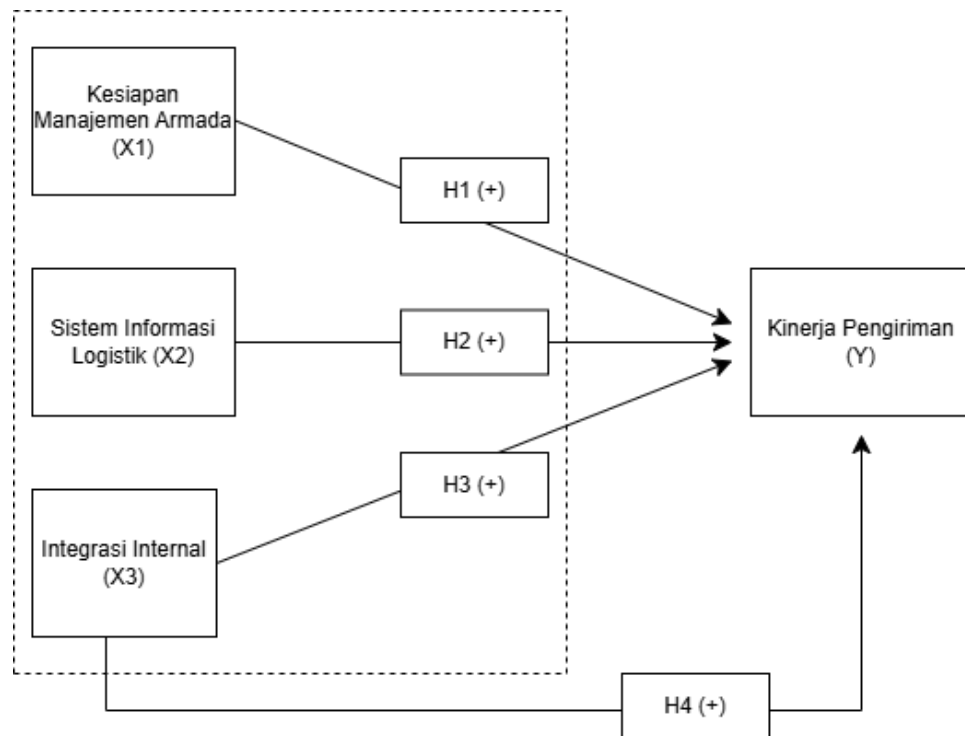 Kesiapan
Manajemen Armada
(X1)
H1 (+)
Sistem Informasi
Logistik (X2)
H2 (+)
Kinerja Pengiriman
(Y)
H3 (+)
Integrasi Internal
(X3)
H4 (+)